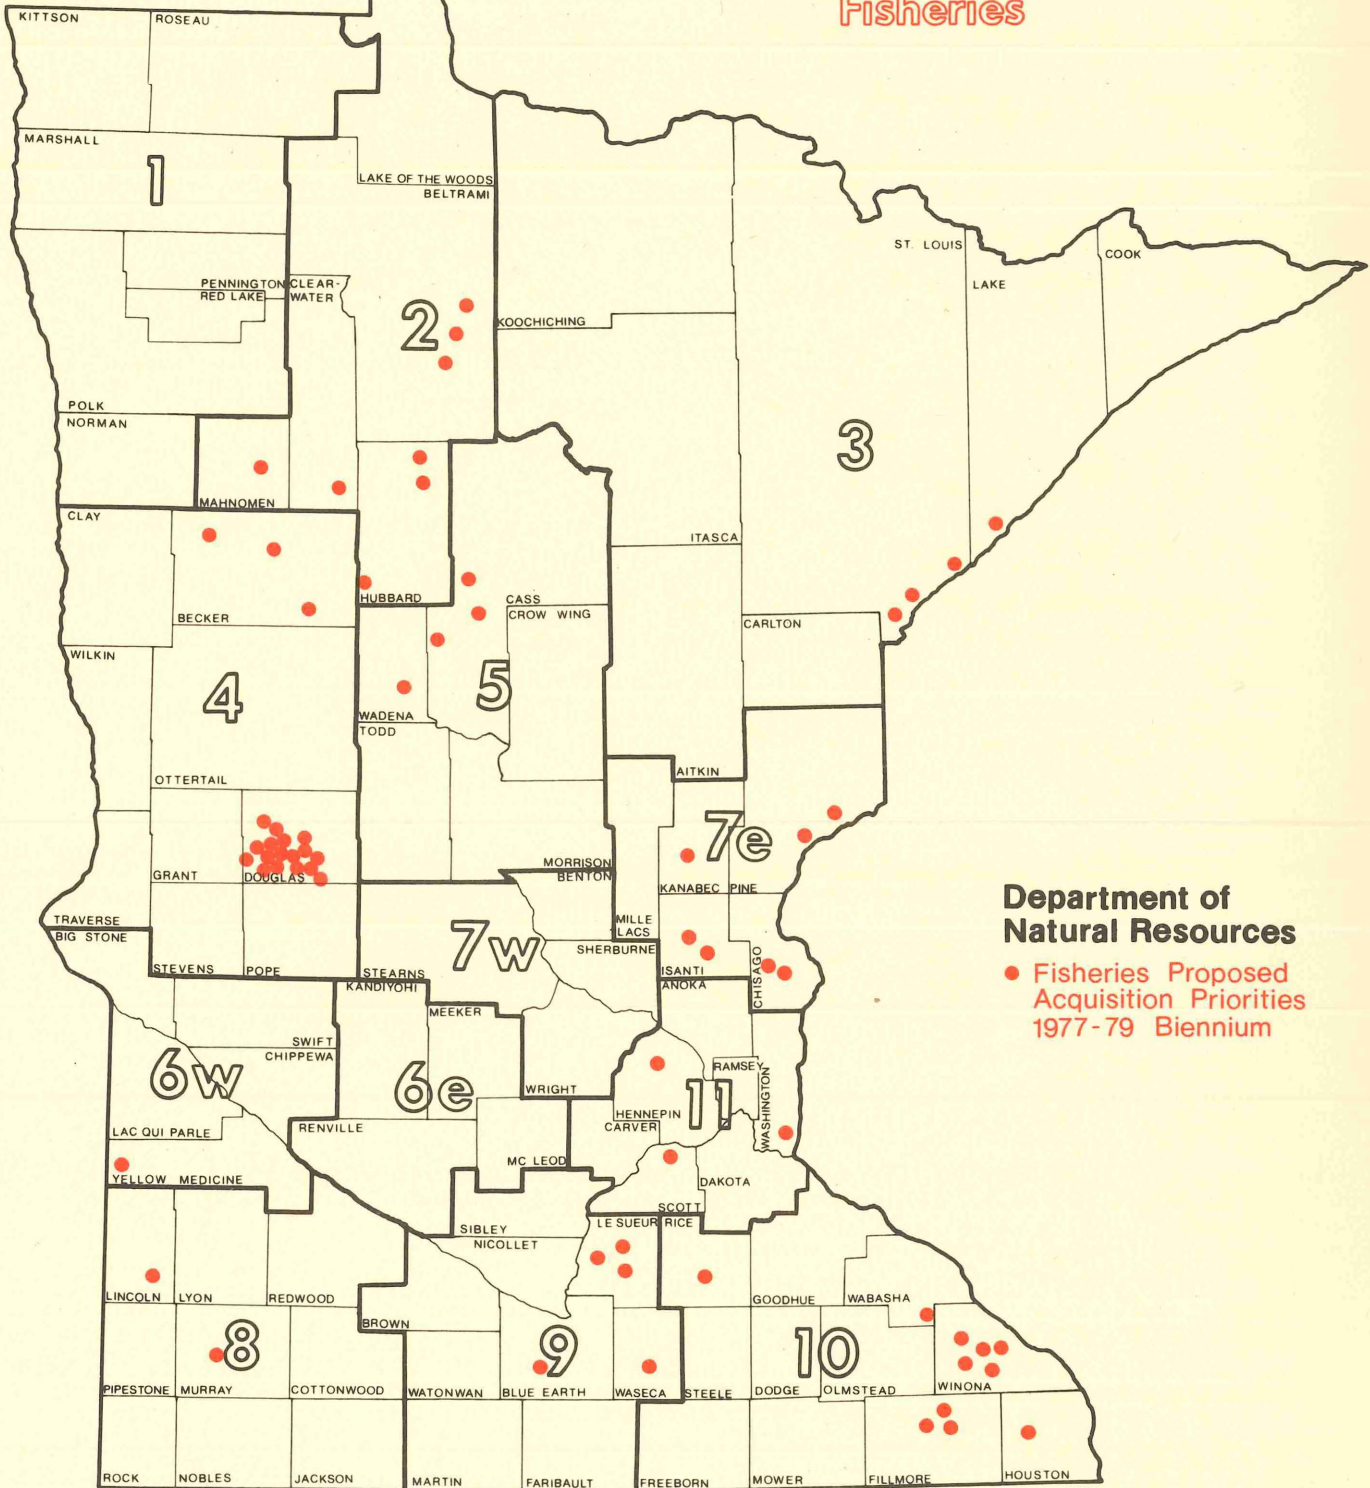 Fisheries
KITTSON
ROSEAU
MARSHALL
1
LAKE OF THE WOODS
BELTRAMI
ST. LOUIS
COOK
LAKE
PENNINGTON
CLEAR-
RED LAKE
WATER
2
KOOCHICHING
POLK
NORMAN
3
MAHNOMEN
CLAY
ITASCA
HUBBARD
CASS
CROW WING
BECKER
CARLTON
WILKIN
4
5
WADENA
TODD
AITKIN
OTTERTAIL
7e
MORRISON
BENTON
GRANT
DOUGLAS
KANABEC
PINE
TRAVERSE
BIG STONE
MILLE
LACS
7w
SHERBURNE
STEVENS
POPE
STEARNS
KANDIYOHI
ISANTI
ANOKA
CHISAGO
MEEKER
SWIFT
CHIPPEWA
6w
6e
WRIGHT
RAMSEY
11
WASHINGTON
HENNEPIN
CARVER
LAC QUI PARLE
RENVILLE
MC LEOD
YELLOW MEDICINE
DAKOTA
SCOTT
SIBLEY
NICOLLET
LE SUEUR
RICE
LINCOLN
LYON
REDWOOD
GOODHUE
WABASHA
BROWN
8
9
10
PIPESTONE
MURRAY
COTTONWOOD
WATONWAN
BLUE EARTH
WASECA
STEELE
DODGE
OLMSTEAD
WINONA
ROCK
NOBLES
JACKSON
MARTIN
FARIBAULT
FREEBORN
MOWER
FILLMORE
HOUSTON
Department of
Natural Resources
Fisheries Proposed
Acquisition Priorities
1977-79 Biennium